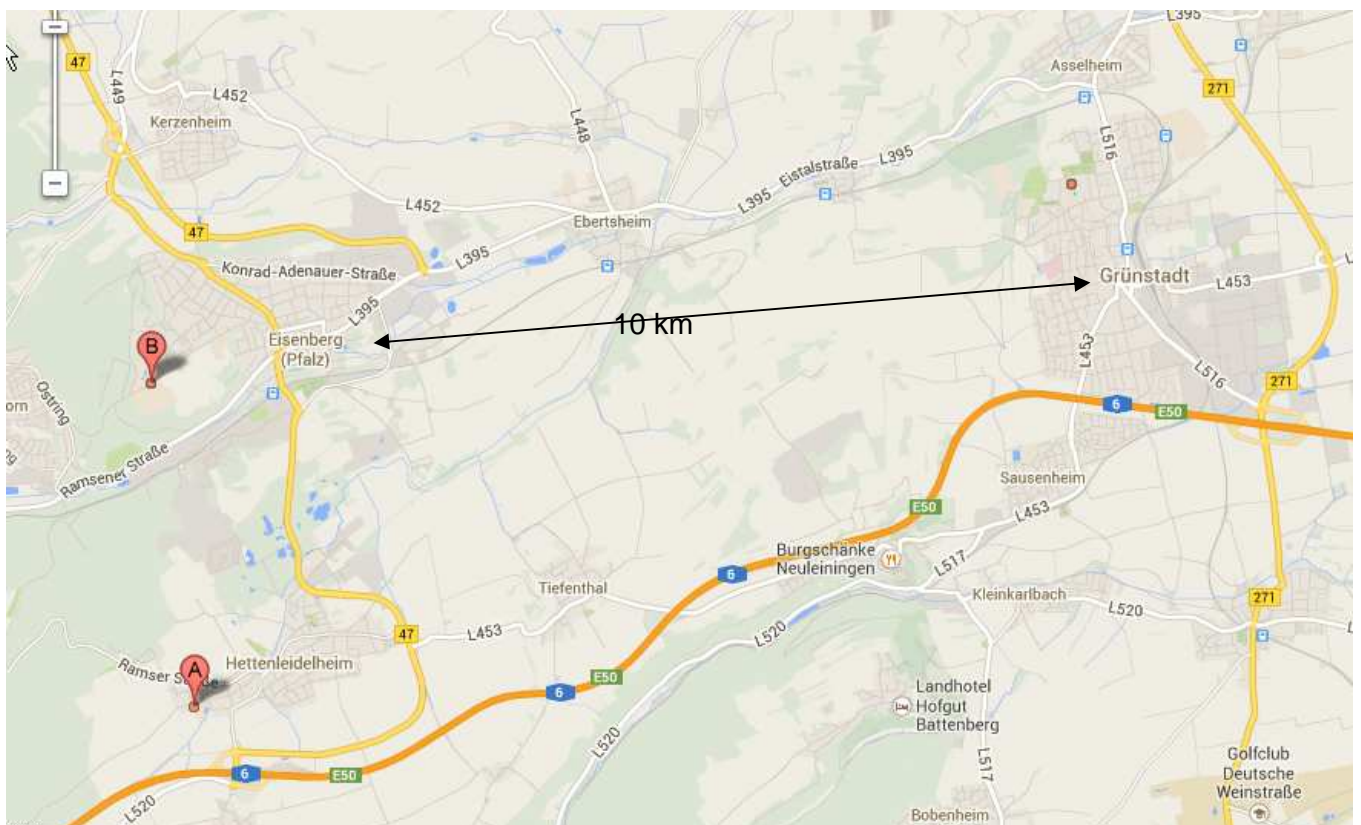 L395
47
271
Asselheim
L449
L452
Kerzenheim
L448
L516
Eistalstraße
L395
L395
L452
Ebertsheim
47
L395
Konrad-Adenauer-Straße
Grünstadt
L453
10 km
L395
Eisenberg
(Pfalz)
B
L453
L516
271
Ostring
6
E50
Ramsener Straße
Sausenheim
E50
L453
Burgschänke
Neuleiningen
L517
6
Tiefenthal
Kleinkarlbach
L520
271
47
L453
L520
Hettenleidelheim
A
E50
6
Landhotel
Hofgut
Battenberg
L520
6
E50
L517
Golfclub
Deutsche
Weinstraße
L520
Bobenheim